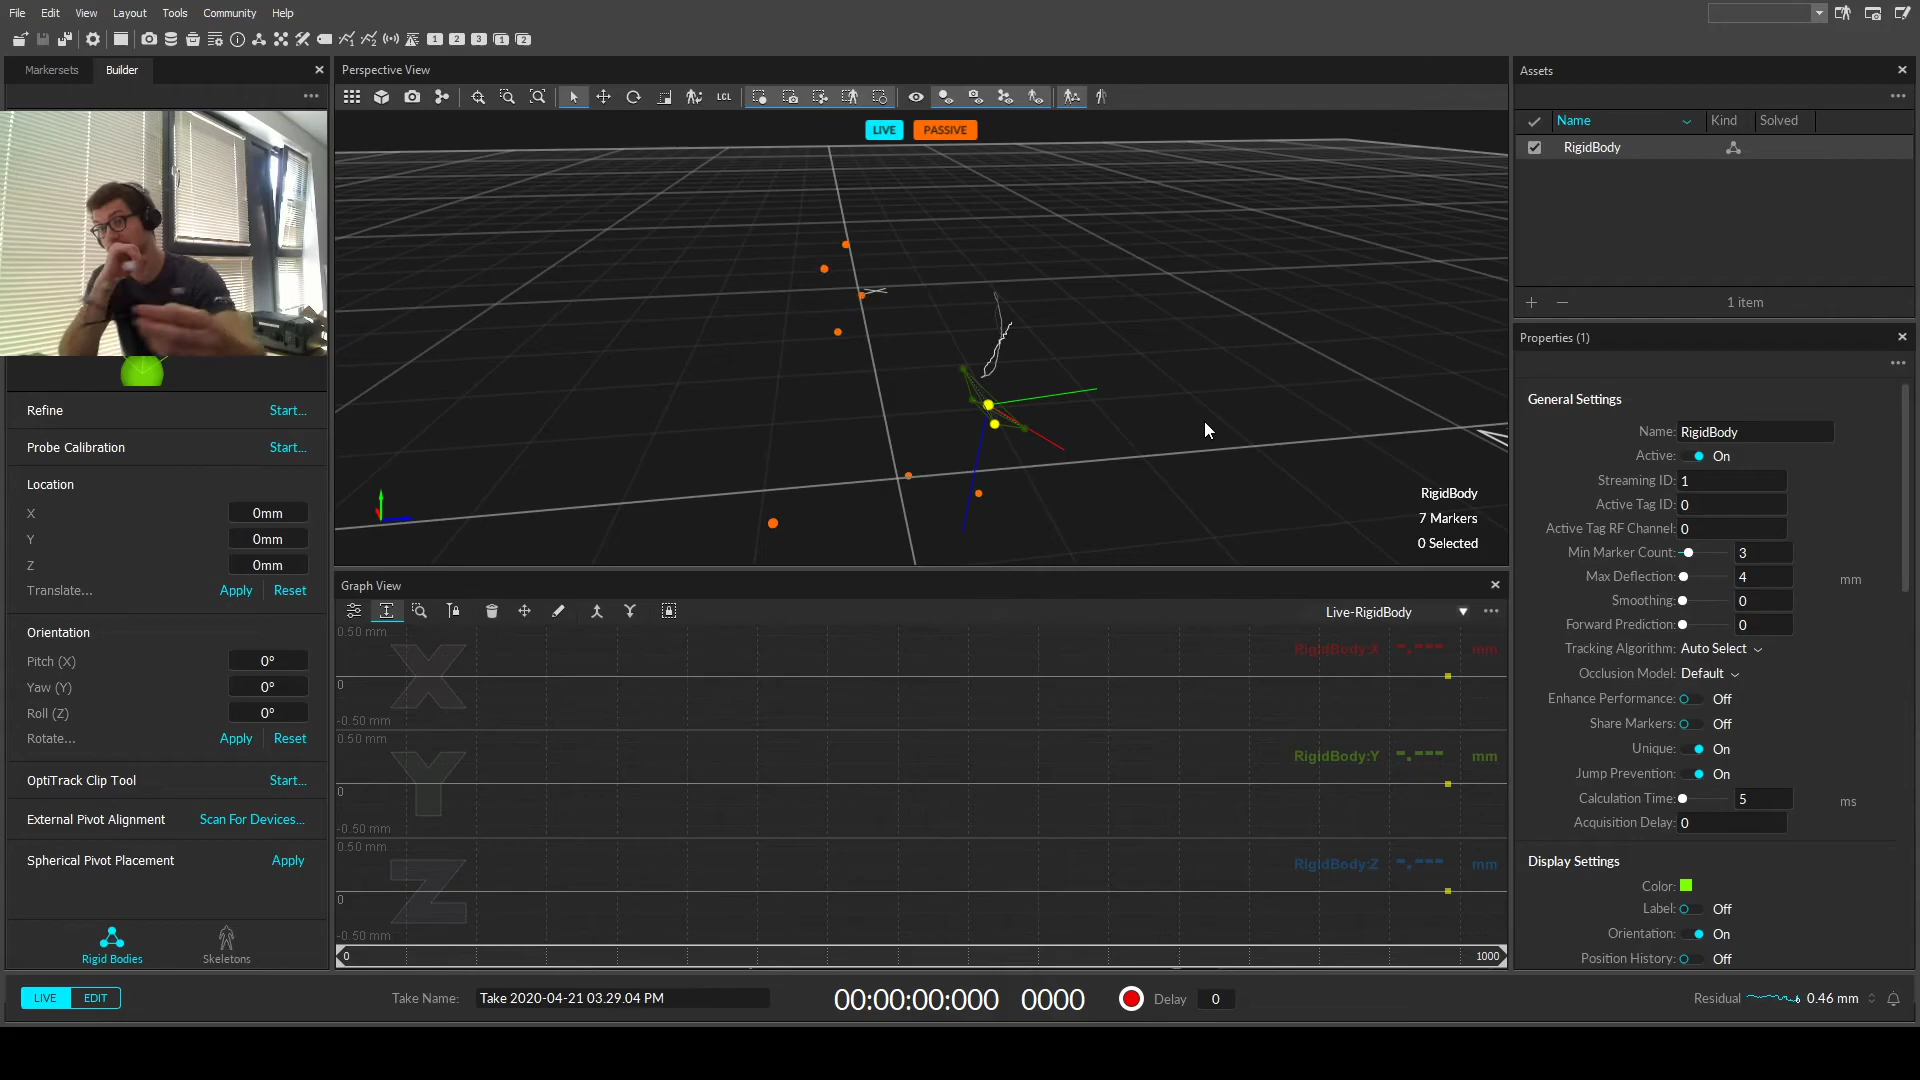 File Edit View Layout Tools Community Help
1 2 3 1 2
Markersets Builder
Perspective View
Assets
LCL
LIVE PASSIVE
Name Kind Solved
RigidBody
1 item
Properties (1)
Refine Start...
Probe Calibration Start...
Location
X 0mm
Y 0mm
Z 0mm
Translate... Apply Reset
Orientation
Pitch (X) 0°
Yaw (Y) 0°
Roll (Z) 0°
Rotate... Apply Reset
OptiTrack Clip Tool Start...
External Pivot Alignment Scan For Devices...
Spherical Pivot Placement Apply
Rigid Bodies Skeletons
RigidBody
7 Markers
0 Selected
Graph View
Live-RigidBody
0.50 mm
X
RigidBody:X -.--- mm
0
-0.50 mm
0.50 mm
Y
RigidBody:Y -.--- mm
0
-0.50 mm
0.50 mm
Z
RigidBody:Z -.--- mm
0
-0.50 mm
0 1000
General Settings
Name: RigidBody
Active: On
Streaming ID: 1
Active Tag ID: 0
Active Tag RF Channel: 0
Min Marker Count: 3
Max Deflection: 4 mm
Smoothing: 0
Forward Prediction: 0
Tracking Algorithm: Auto Select
Occlusion Model: Default
Enhance Performance: Off
Share Markers: Off
Unique: On
Jump Prevention: On
Calculation Time: 5 ms
Acquisition Delay: 0
Display Settings
Color:
Label: Off
Orientation: On
Position History: Off
LIVE EDIT
Take Name: Take 2020-04-21 03.29.04 PM
00:00:00:000 0000
Delay 0
Residual 0.46 mm